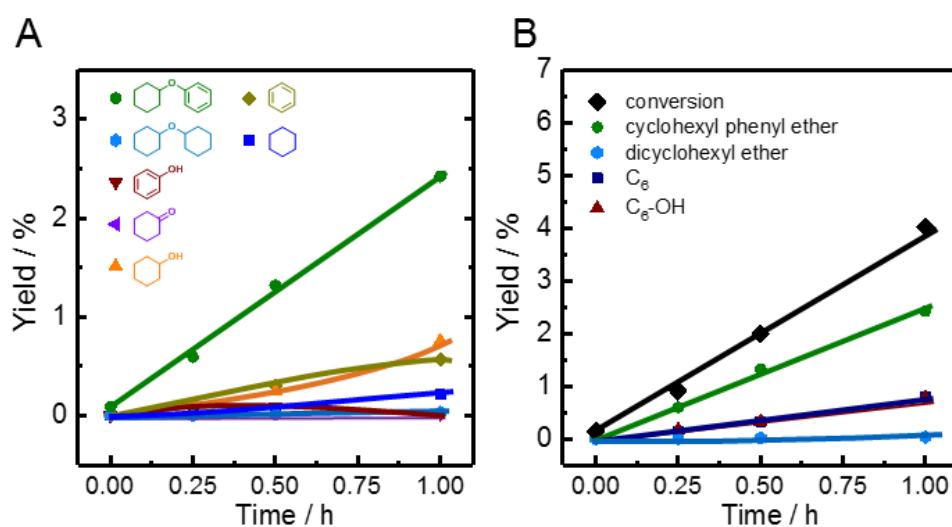 A
Yield / %
3
2
1
0
0.00 0.25 0.50 0.75 1.00
Time / h
O
O
OH
O
OH
B
Yield / %
7
6
5
4
3
2
1
0
conversion
cyclohexyl phenyl ether
dicyclohexyl ether
C₆
C₆-OH
0.00 0.25 0.50 0.75 1.00
Time / h